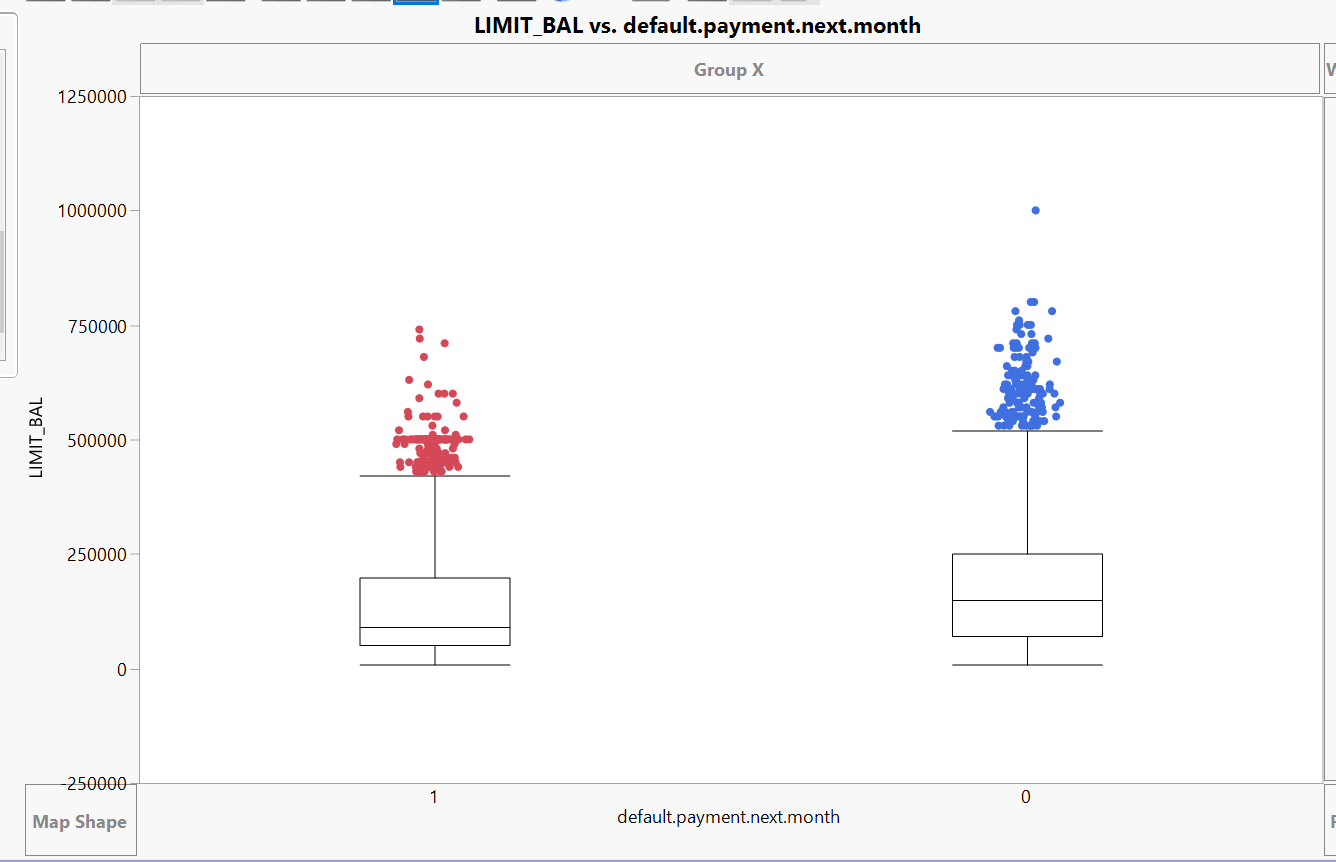 LIMIT_BAL vs. default.payment.next.month
Group X
W
1250000
1000000
750000
500000
250000
0
-250000
LIMIT_BAL
1
0
default.payment.next.month
Map Shape